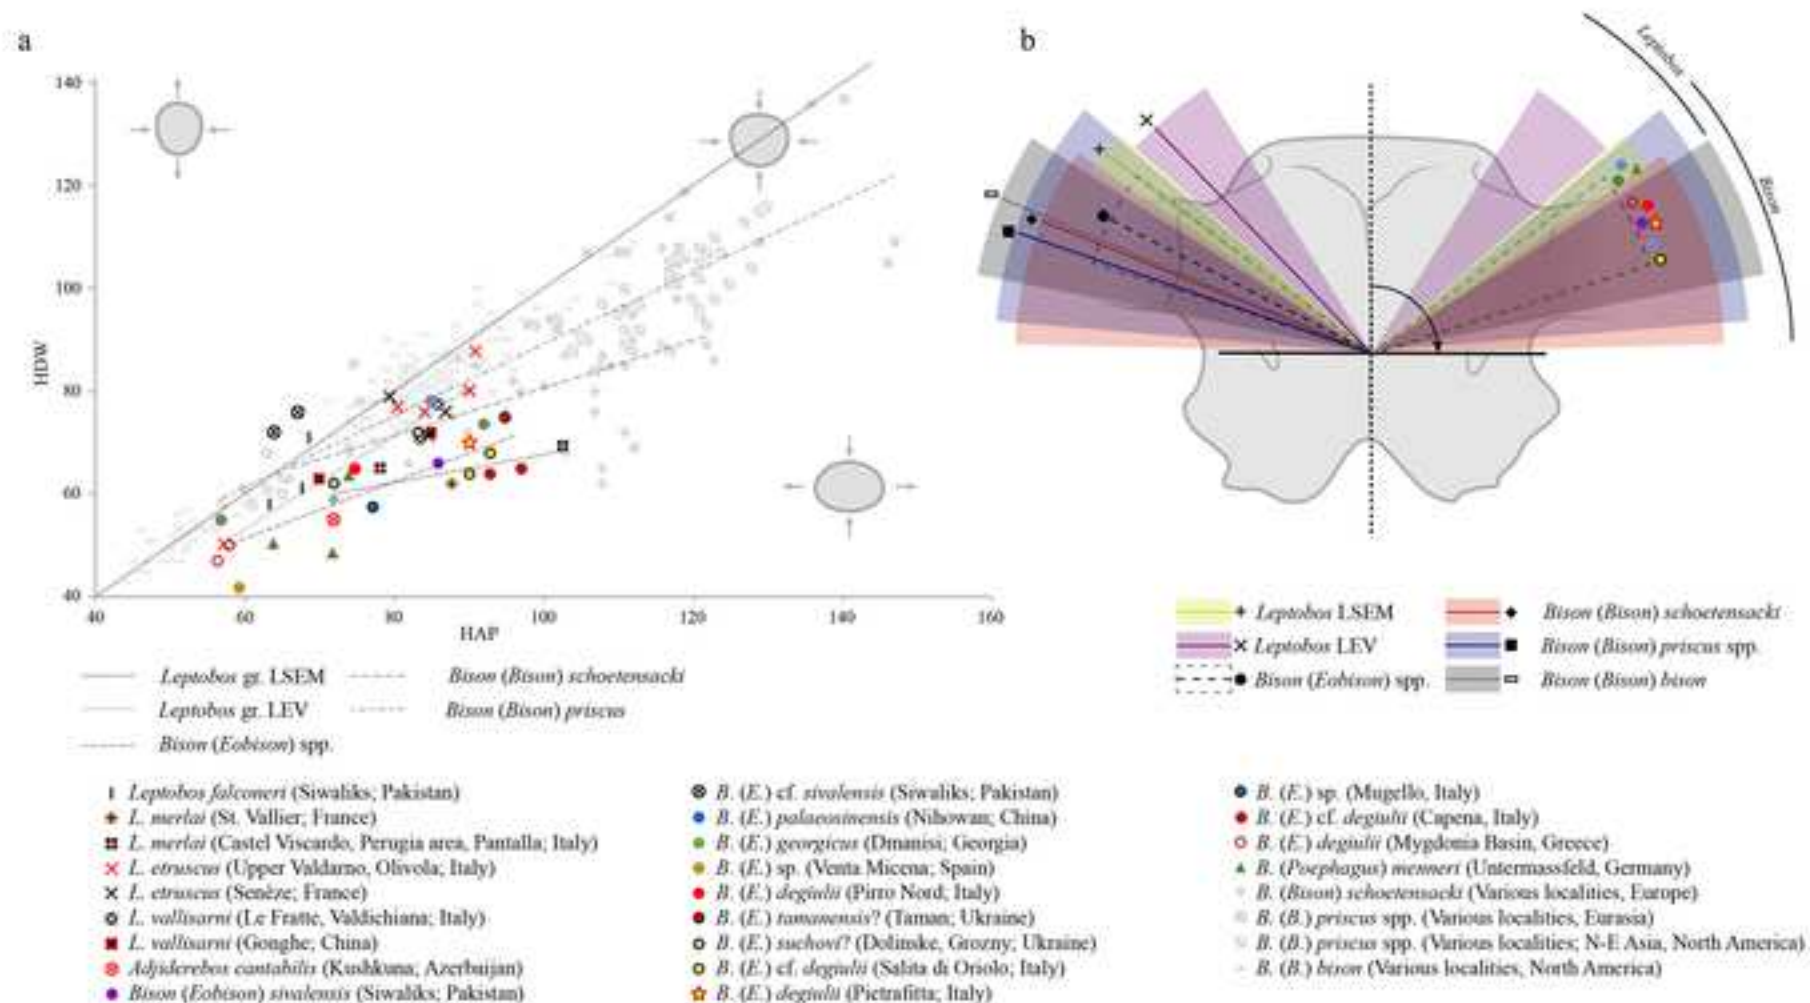 a
b
140
120
100
80
60
40
HDW
40
60
80
100
120
140
160
HAP
Leptobos
Bison
Leptobos gr. LSEM
Bison (Bison) schoetensacki
Leptobos gr. LEV
Bison (Bison) priscus
Bison (Eobison) spp.
Leptobos LSEM
Bison (Bison) schoetensacki
Leptobos LEV
Bison (Bison) priscus spp.
Bison (Eobison) spp.
Bison (Bison) bison
Leptobos falconeri (Siwaliks; Pakistan)
L. merlai (St. Vallier; France)
L. merlai (Castel Viscardo, Perugia area, Pantalla; Italy)
L. etruscus (Upper Valdarno, Olivola; Italy)
L. etruscus (Senèze; France)
L. vallisarni (Le Fratte, Valdichiana; Italy)
L. vallisarni (Gonghe; China)
Adjiderebos cantabilis (Kushkuna; Azerbaijan)
Bison (Eobison) sivalensis (Siwaliks; Pakistan)
B. (E.) cf. sivalensis (Siwaliks; Pakistan)
B. (E.) palaeosinensis (Nihowan; China)
B. (E.) georgicus (Dmanisi; Georgia)
B. (E.) sp. (Venta Micena; Spain)
B. (E.) degiulii (Pirro Nord, Italy)
B. (E.) tamanensis? (Taman; Ukraine)
B. (E.) suchovi? (Dolinske, Grozny; Ukraine)
B. (E.) cf. degiulii (Salita di Oriolo; Italy)
B. (E.) degiulii (Pietrafitta; Italy)
B. (E.) sp. (Mugello, Italy)
B. (E.) cf. degiulii (Capena, Italy)
B. (E.) degiulii (Mygdonia Basin, Greece)
B. (Poephagus) menneri (Untermassfeld, Germany)
B. (Bison) schoetensacki (Various localities, Europe)
B. (B.) priscus spp. (Various localities, Eurasia)
B. (B.) priscus spp. (Various localities; N-E Asia, North America)
B. (B.) bison (Various localities, North America)